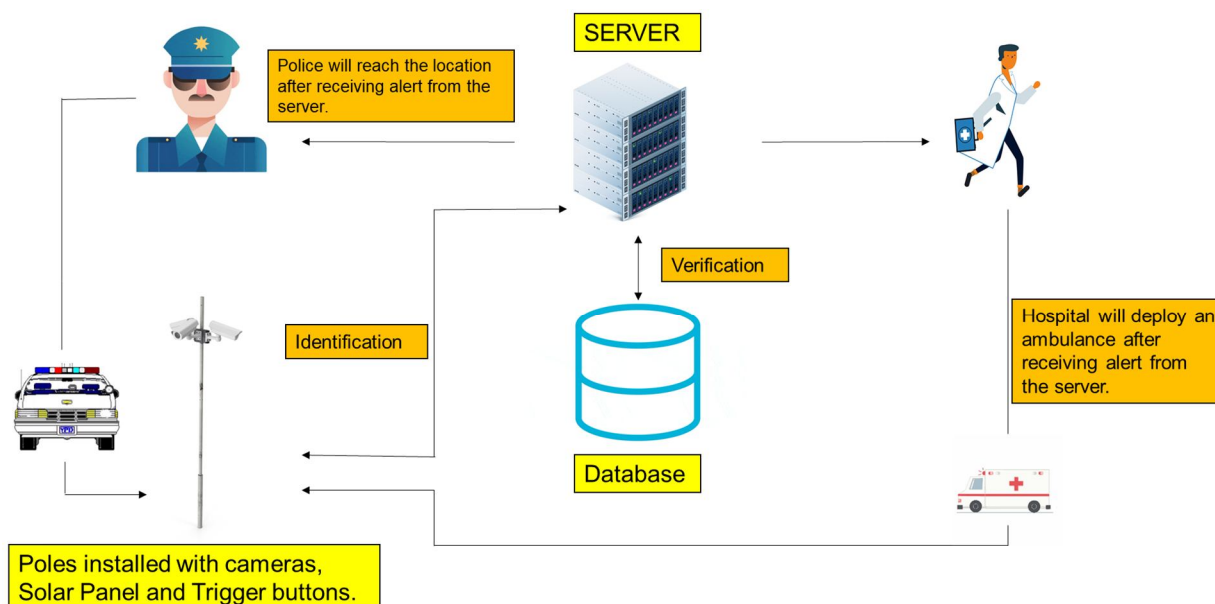 SERVER
Police will reach the location
after receiving alert from the
server.
Verification
Identification
Hospital will deploy an
ambulance after
receiving alert from
the server.
Database
Poles installed with cameras,
Solar Panel and Trigger buttons.